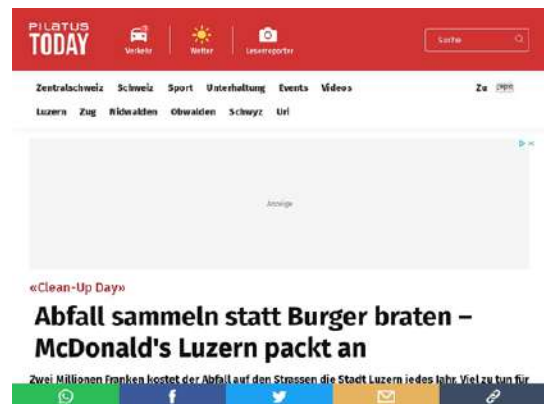 PILATUS
TODAY
Verkehr
Wetter
Leserreporter
Suche
Zentralschweiz Schweiz Sport Unterhaltung Events Videos
Zu
Luzern Zug Nidwalden Obwalden Schwyz Uri
Anzeige
«Clean-Up Day»
Abfall sammeln statt Burger braten –
McDonald's Luzern packt an
Zwei Millionen Franken kostet der Abfall auf den Strassen die Stadt Luzern jedes Jahr. Viel zu tun für